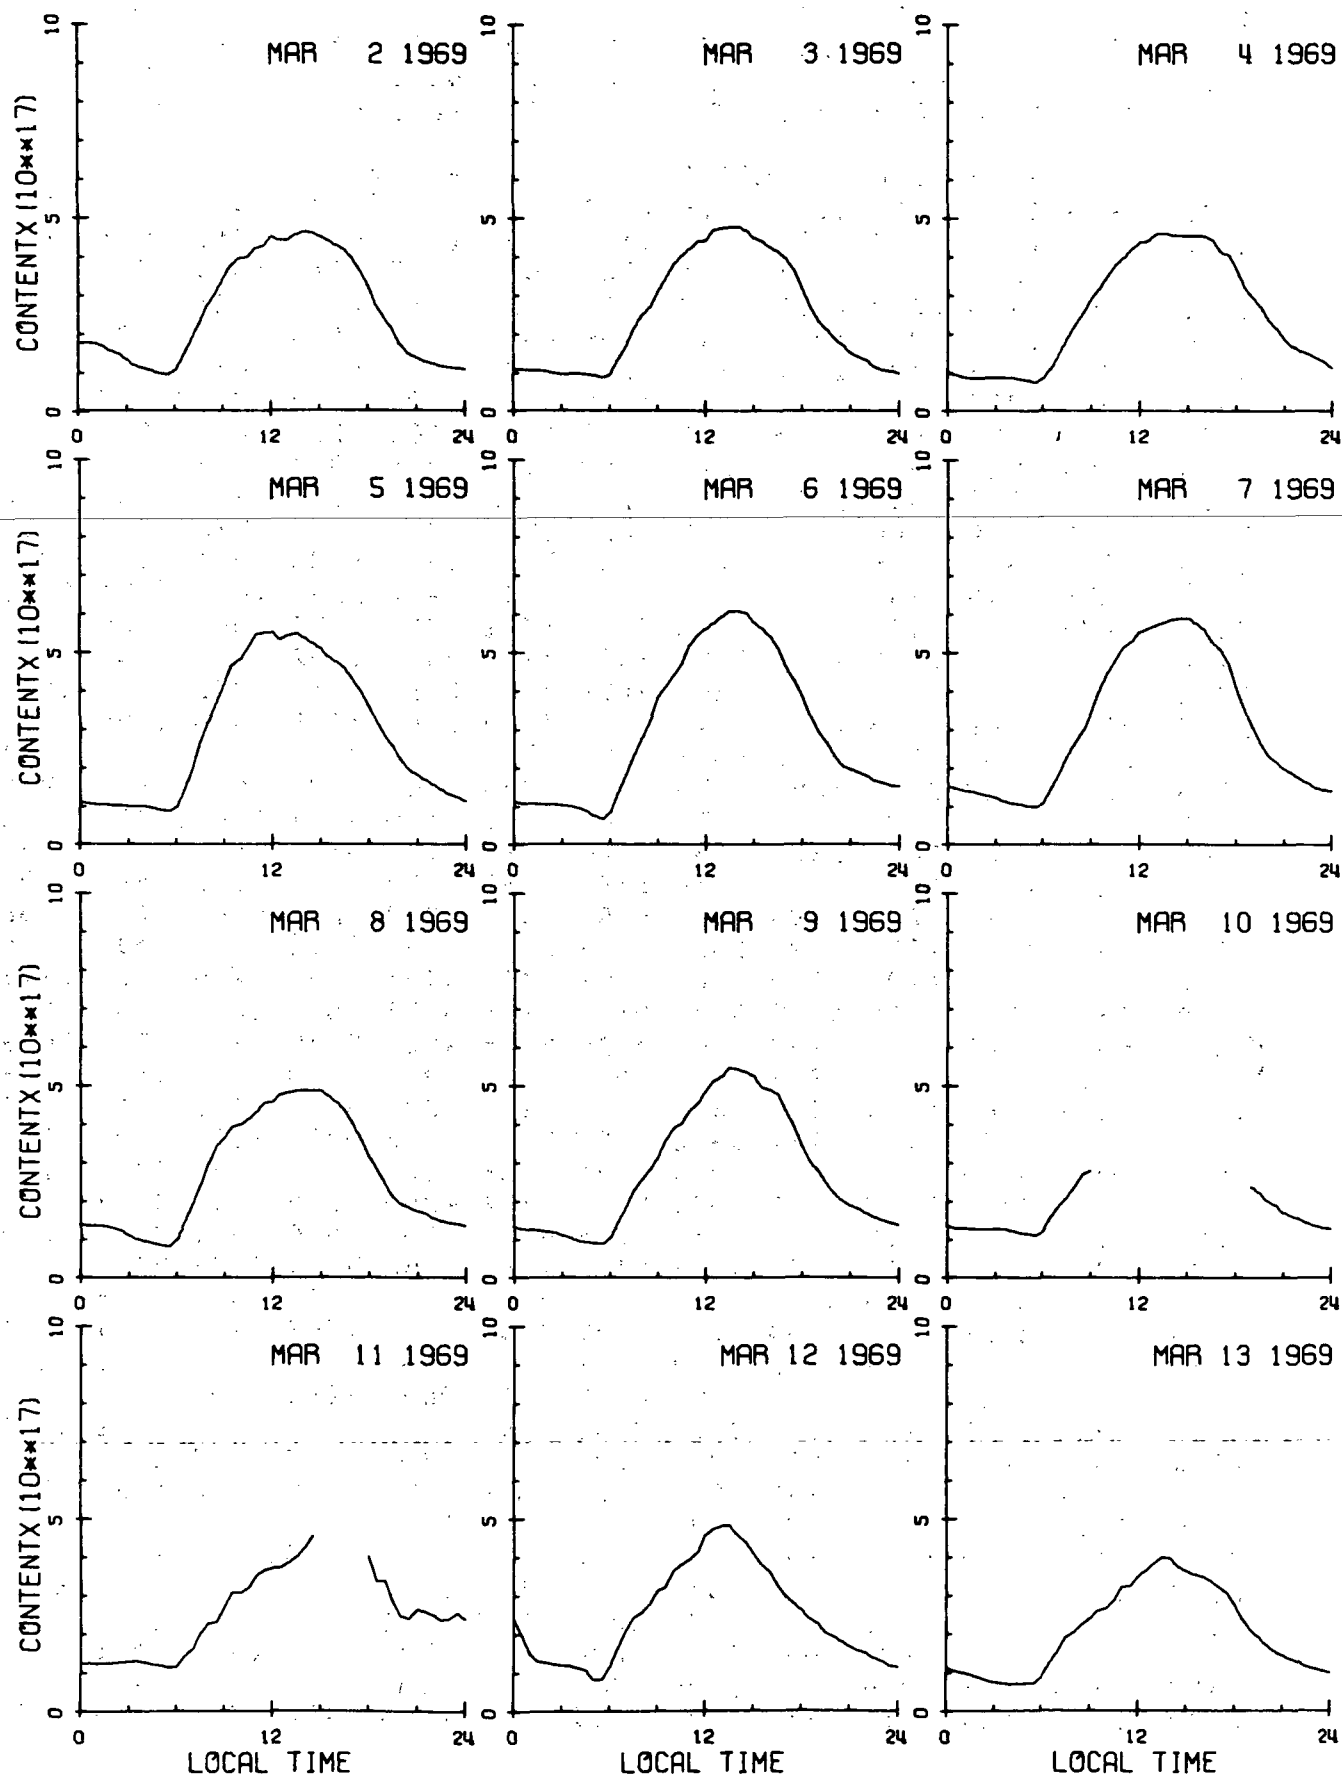 MAR 2 1969
CONTENTX (10**17)
10
5
0
0 12 24
MAR 3 1969
10
5
0
0 12 24
MAR 4 1969
10
5
0
0 12 24
MAR 5 1969
CONTENTX (10**17)
10
5
0
0 12 24
MAR 6 1969
10
5
0
0 12 24
MAR 7 1969
10
5
0
0 12 24
MAR 8 1969
CONTENTX (10**17)
10
5
0
0 12 24
MAR 9 1969
10
5
0
0 12 24
MAR 10 1969
10
5
0
0 12 24
MAR 11 1969
CONTENTX (10**17)
10
5
0
0 12 24
LOCAL TIME
MAR 12 1969
10
5
0
0 12 24
LOCAL TIME
MAR 13 1969
10
5
0
0 12 24
LOCAL TIME